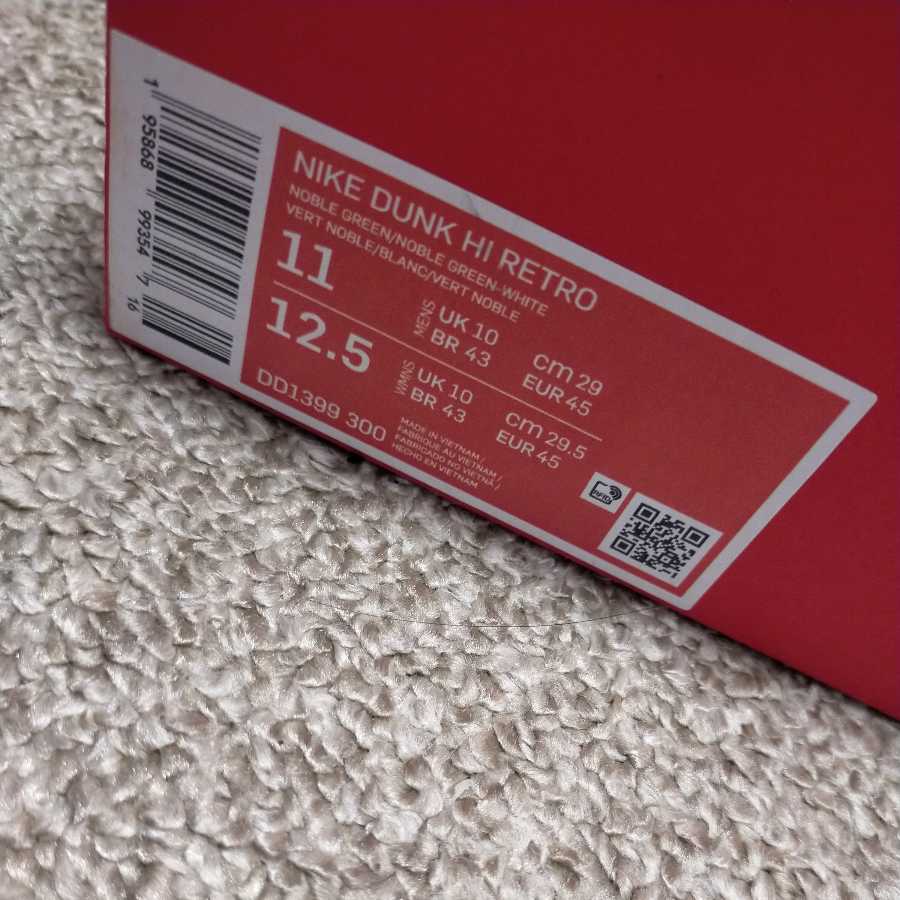 NIKE DUNK HI RETRO
NOBLE GREEN/NOBLE GREEN-WHITE
VERT NOBLE/BLANC/VERT NOBLE
11
MENS
UK 10
BR 43
cm 29
EUR 45
12.5
WMNS
UK 10
BR 43
cm 29.5
EUR 45
DD1399 300
MADE IN VIETNAM /
FABRIQUE AU VIETNAM /
FABRICADO NO VIETNÃ /
HECHO EN VIETNAM
RFID
1 95868 99354 7 16